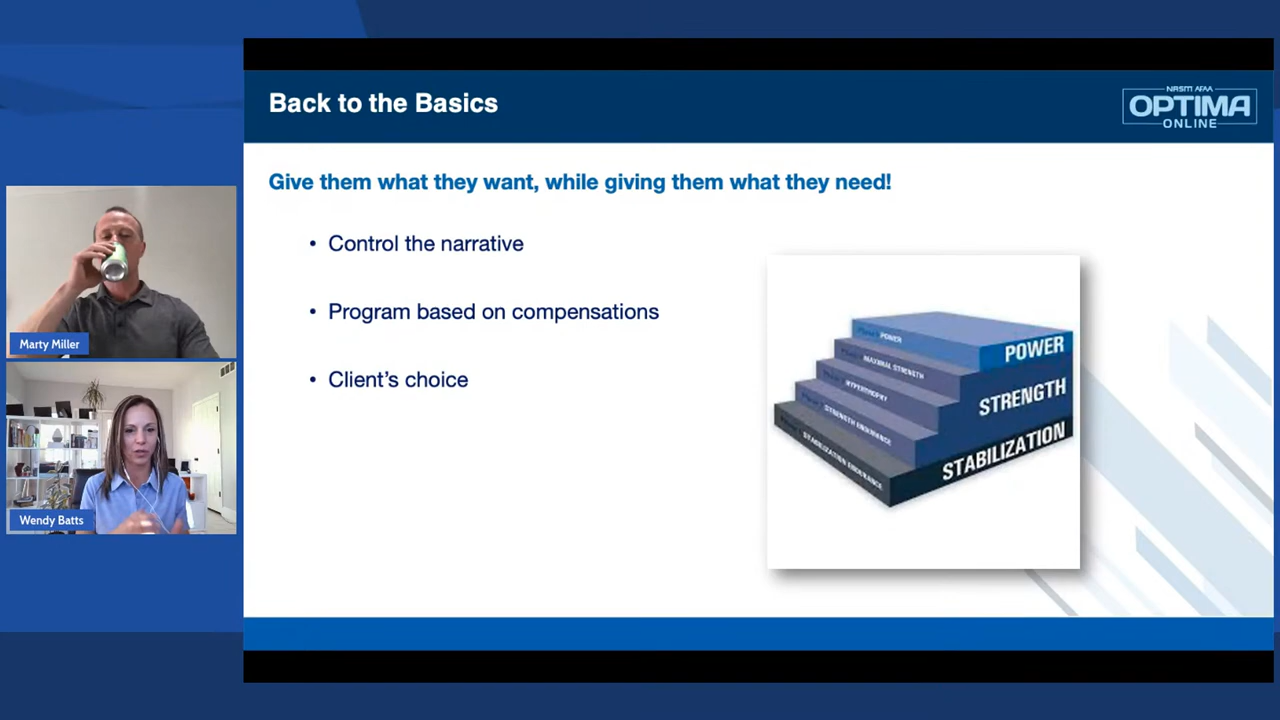 Back to the Basics
NASM AFAA
OPTIMA
ONLINE
Give them what they want, while giving them what they need!
• Control the narrative
• Program based on compensations
• Client's choice
POWER
MAXIMAL STRENGTH
HYPERTROPHY
STRENGTH ENDURANCE
STABILIZATION ENDURANCE
POWER
STRENGTH
STABILIZATION
Marty Miller
Wendy Batts